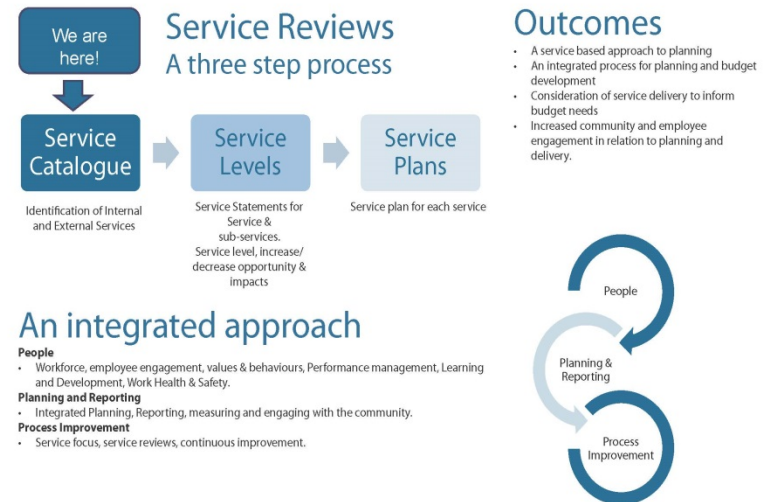 We are
here!
Service Reviews
A three step process
Service
Catalogue
Service
Levels
Service
Plans
Identification of Internal
and External Services
Service Statements for
Service &
sub-services.
Service level, increase/
decrease opportunity &
impacts
Service plan for each service
Outcomes
• A service based approach to planning
• An integrated process for planning and budget
development
• Consideration of service delivery to inform
budget needs
• Increased community and employee
engagement in relation to planning and
delivery.
An integrated approach
People
• Workforce, employee engagement, values & behaviours, Performance management, Learning
and Development, Work Health & Safety.
Planning and Reporting
• Integrated Planning, Reporting, measuring and engaging with the community.
Process Improvement
• Service focus, service reviews, continuous improvement.
People
Planning &
Reporting
Process
Improvement